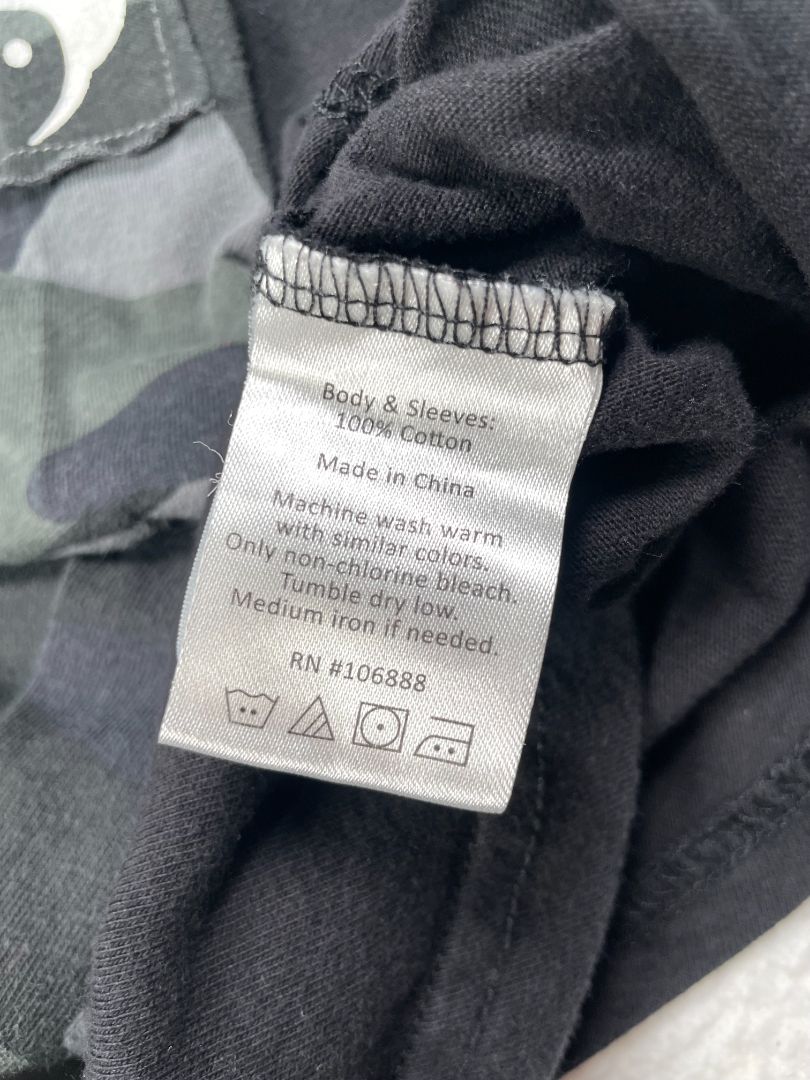 Body & Sleeves:
100% Cotton
Made in China
Machine wash warm
with similar colors.
Only non-chlorine bleach.
Tumble dry low.
Medium iron if needed.
RN #106888